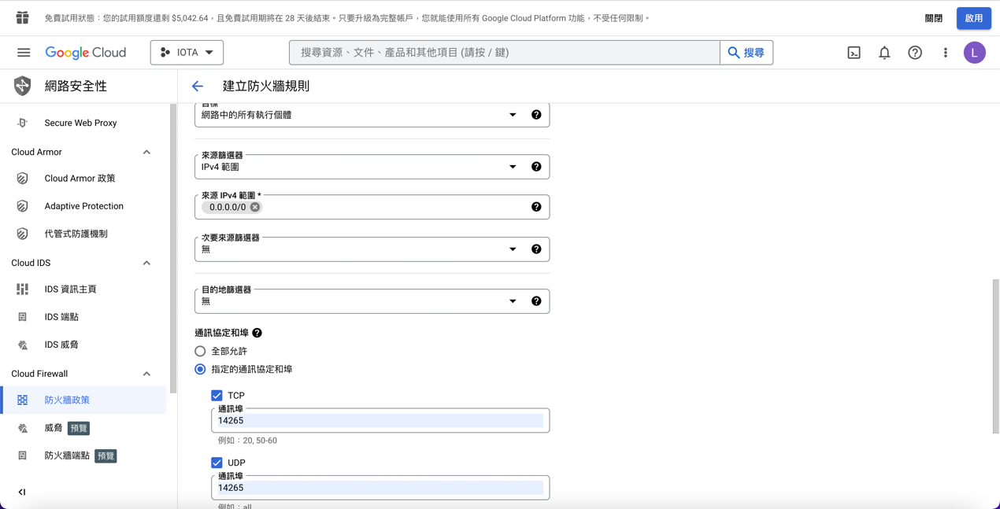 免費試用狀態：您的試用額度還剩 $5,042.64，且免費試用期將在 28 天後結束。只要升級為完整帳戶，您就能使用所有 Google Cloud Platform 功能，不受任何限制。
關閉
啟用
Google Cloud
IOTA
搜尋資源、文件、產品和其他項目 (請按 / 鍵)
搜尋
L
網路安全性
建立防火牆規則
Secure Web Proxy
Cloud Armor
Cloud Armor 政策
Adaptive Protection
代管式防護機制
Cloud IDS
IDS 資訊主頁
IDS 端點
IDS 威脅
Cloud Firewall
防火牆政策
威脅 預覽
防火牆端點 預覽
目標
網路中的所有執行個體
來源篩選器
IPv4 範圍
來源 IPv4 範圍 *
0.0.0.0/0
次要來源篩選器
無
目的地篩選器
無
通訊協定和埠
全部允許
指定的通訊協定和埠
TCP
通訊埠
14265
例如：20, 50-60
UDP
通訊埠
14265
例如：all